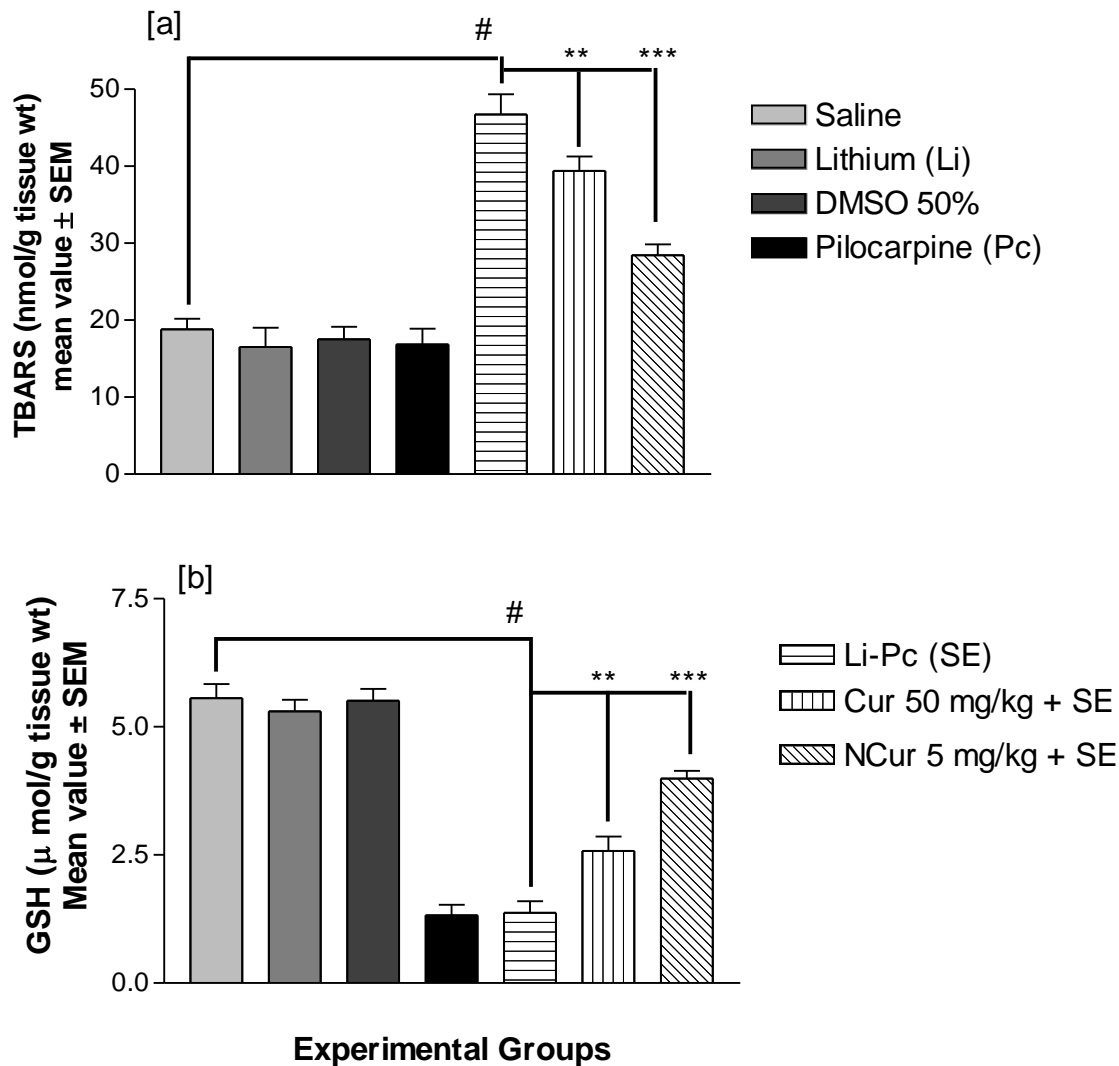 [a]
#
**
***
50
40
30
20
10
0
TBARS (nmol/g tissue wt)
mean value ± SEM
Saline
Lithium (Li)
DMSO 50%
Pilocarpine (Pc)
[b]
#
**
***
7.5
5.0
2.5
0.0
GSH (μ mol/g tissue wt)
Mean value ± SEM
Li-Pc (SE)
Cur 50 mg/kg + SE
NCur 5 mg/kg + SE
Experimental Groups